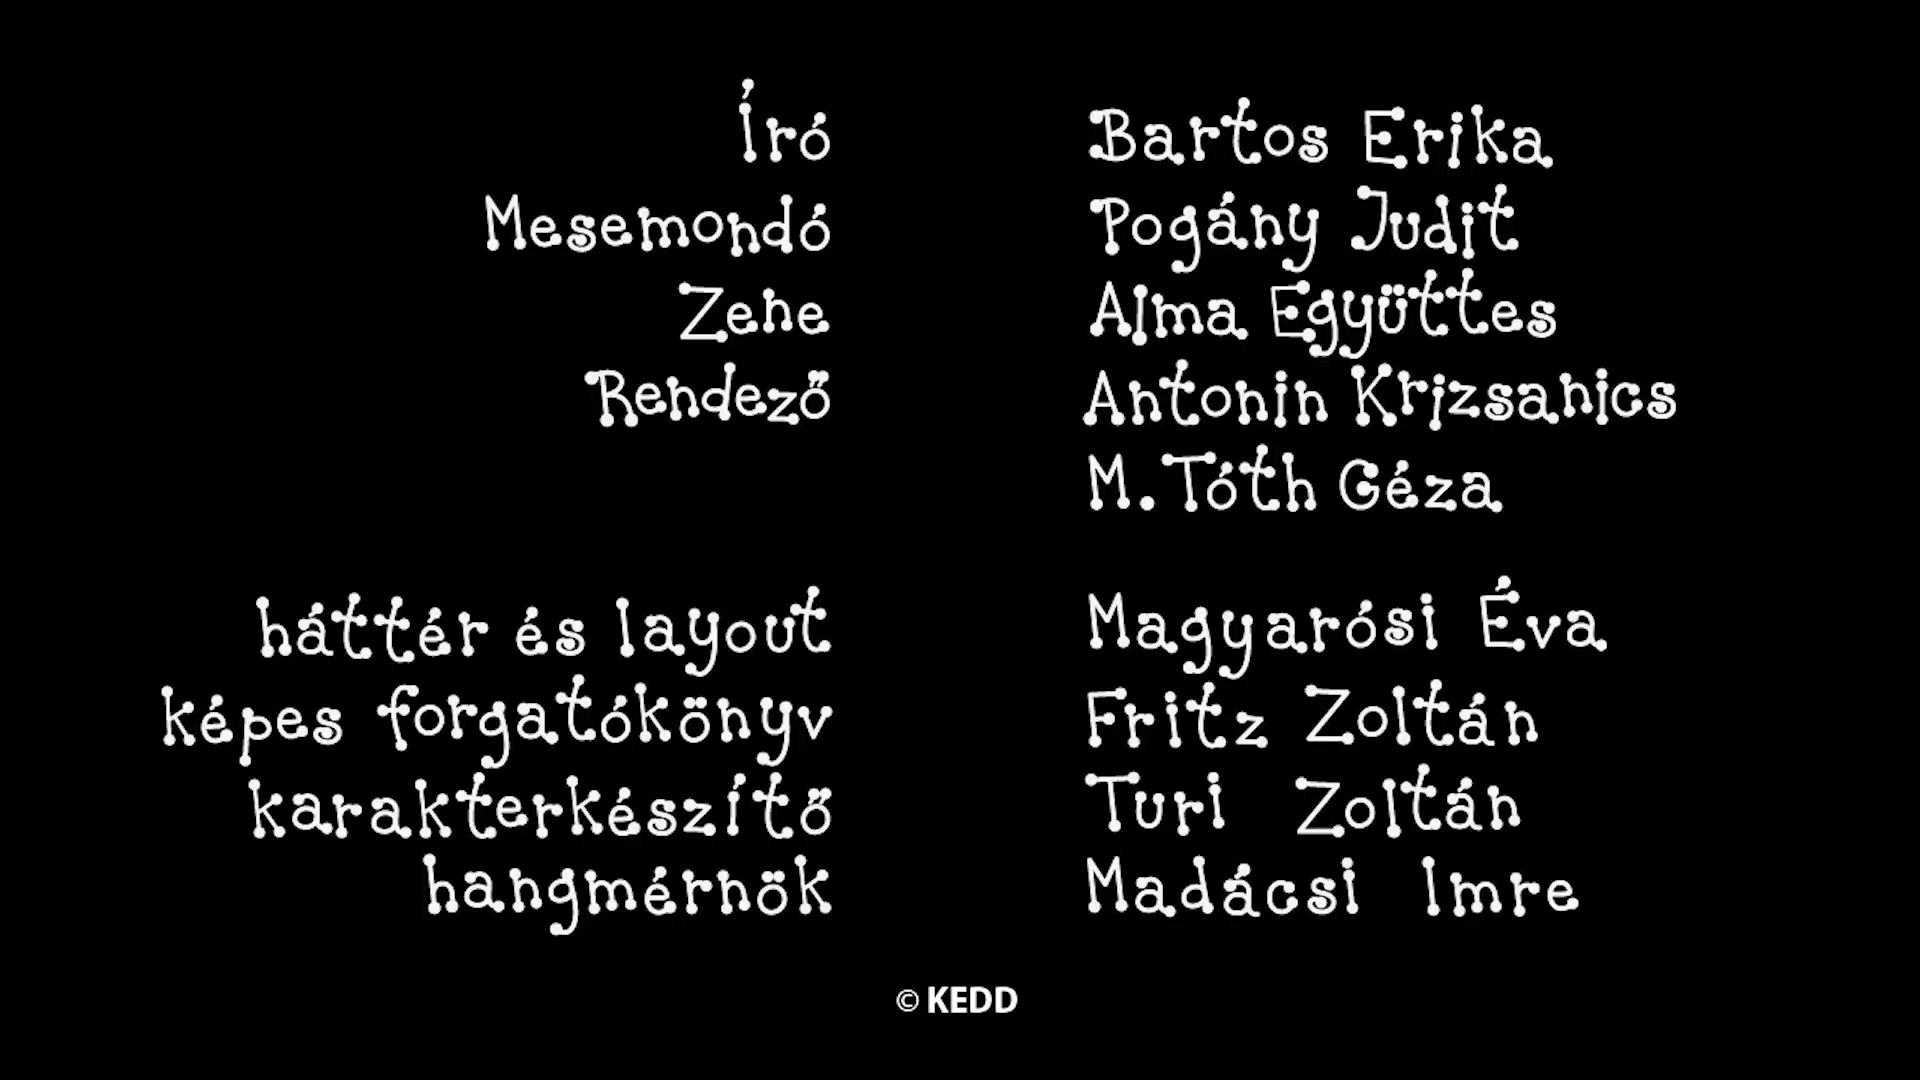 Író Bartos Erika
Mesemondó Pogány Judit
Zene Alma Együttes
Rendező Antonin Krizsanics
M. Tóth Géza
háttér és layout Magyarósi Éva
képes forgatókönyv Fritz Zoltán
karakterkészítő Turi Zoltán
hangmérnök Madácsi Imre
© KEDD